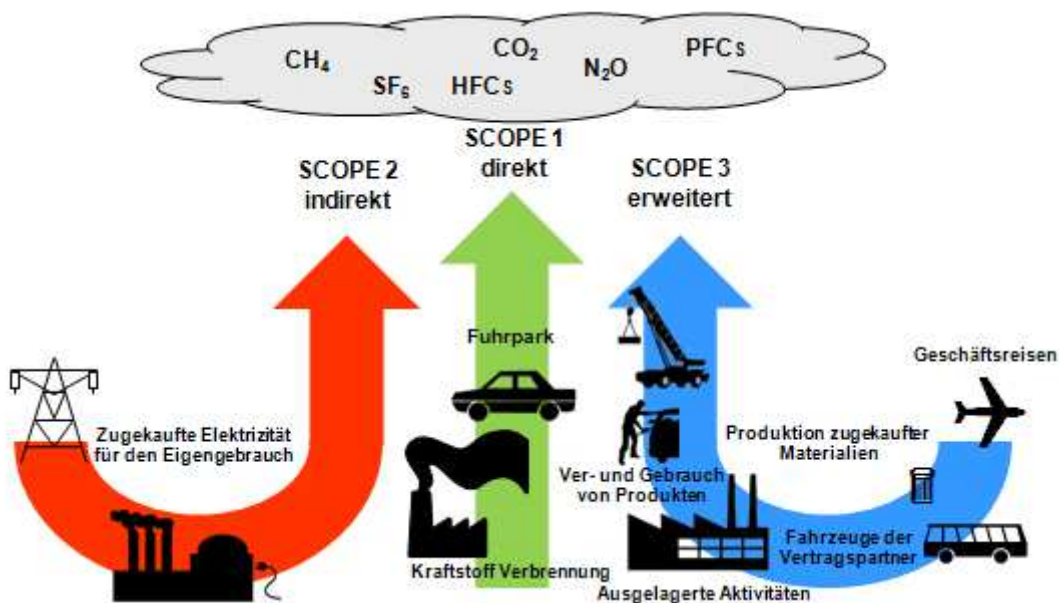 CH₄
SF₆
CO₂
HFCs
N₂O
PFCs
SCOPE 2
indirekt
SCOPE 1
direkt
SCOPE 3
erweitert
Zugekaufte Elektrizität
für den Eigengebrauch
Fuhrpark
Kraftstoff Verbrennung
Geschäftsreisen
Produktion zugekaufter
Materialien
Ver- und Gebrauch
von Produkten
Fahrzeuge der
Vertragspartner
Ausgelagerte Aktivitäten